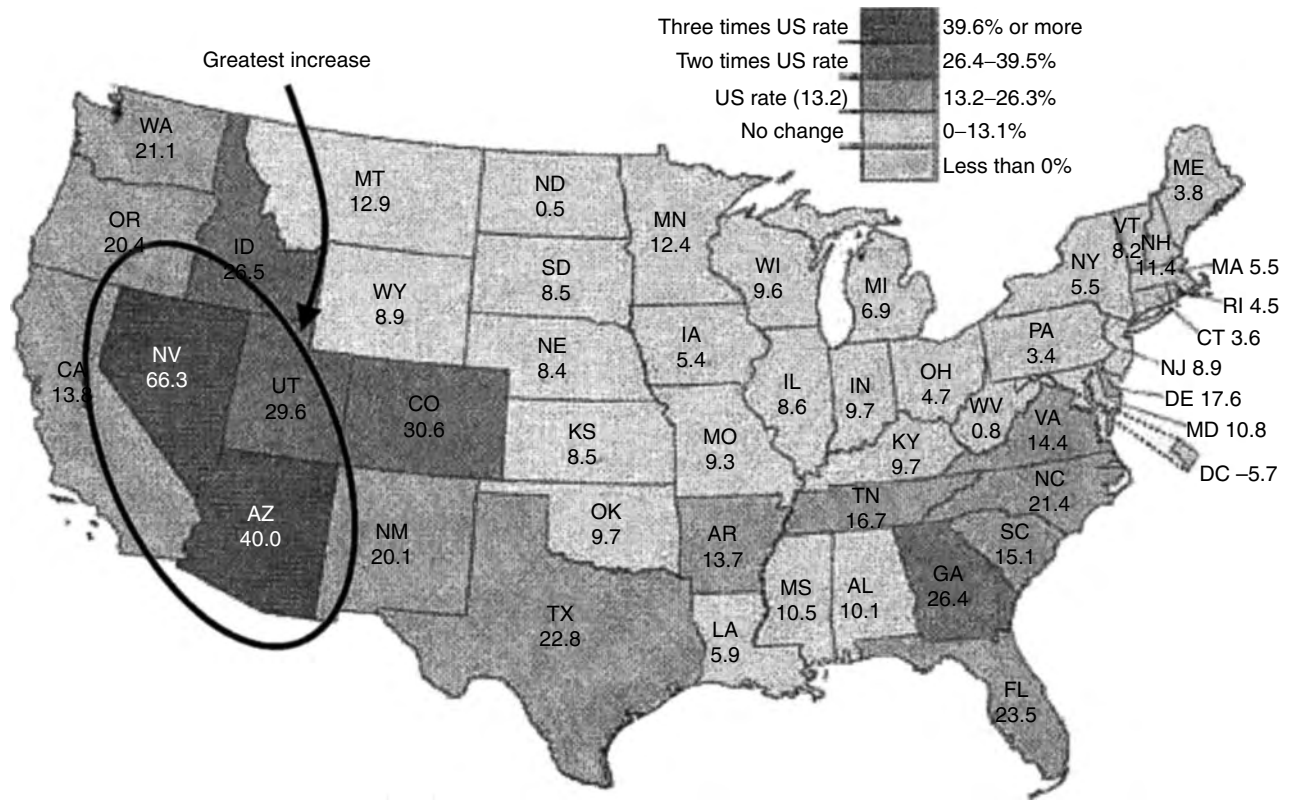 Three times US rate 39.6% or more
Greatest increase
Two times US rate 26.4–39.5%
US rate (13.2) 13.2–26.3%
No change 0–13.1%
Less than 0%
WA
21.1
OR
20.4
ID
26.5
MT
12.9
ND
0.5
MN
12.4
SD
8.5
WY
8.9
NE
8.4
IA
5.4
WI
9.6
MI
6.9
ME
3.8
VT
8.2
NH
11.4
NY
5.5
MA 5.5
RI 4.5
CT 3.6
PA
3.4
NJ 8.9
DE 17.6
MD 10.8
DC –5.7
CA
13.8
NV
66.3
UT
29.6
CO
30.6
KS
8.5
MO
9.3
IL
8.6
IN
9.7
OH
4.7
WV
0.8
VA
14.4
KY
9.7
NC
21.4
TN
16.7
SC
15.1
AZ
40.0
NM
20.1
OK
9.7
AR
13.7
MS
10.5
AL
10.1
GA
26.4
TX
22.8
LA
5.9
FL
23.5